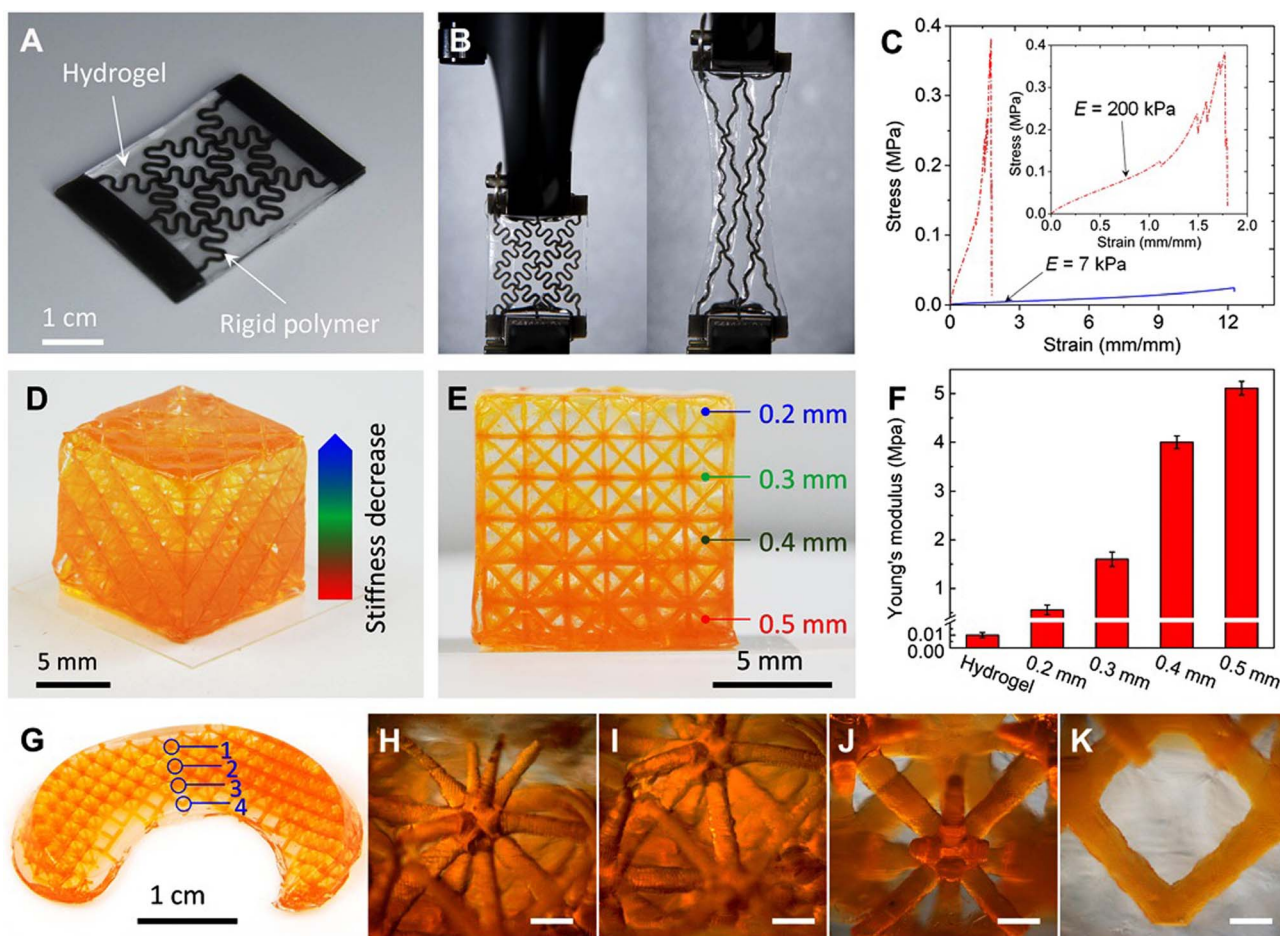 A
Hydrogel
Rigid polymer
1 cm
B
C
Stress (MPa)
0.4
0.3
0.2
0.1
0.0
0
3
6
9
12
Strain (mm/mm)
E = 7 kPa
Stress (MPa)
0.4
0.3
0.2
0.1
0
0.0
0.5
1.0
1.5
2.0
Strain (mm/mm)
E = 200 kPa
D
Stiffness decrease
5 mm
E
0.2 mm
0.3 mm
0.4 mm
0.5 mm
5 mm
F
Young's modulus (Mpa)
5
4
3
2
1
0.01
0.00
Hydrogel
0.2 mm
0.3 mm
0.4 mm
0.5 mm
G
1
2
3
4
1 cm
H
I
J
K